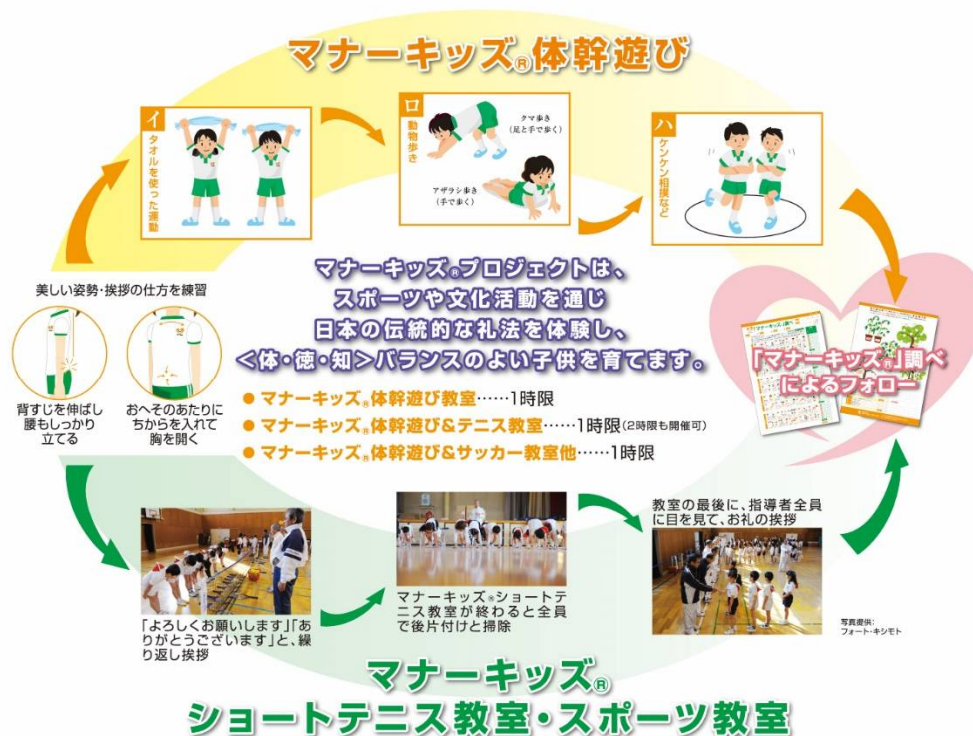 マナーキッズ®体幹遊び
イ
タオルを使った運動
ロ
動物歩き
クマ歩き
(足と手で歩く)
アザラシ歩き
(手で歩く)
ハ
ケンケン相撲など
美しい姿勢・挨拶の仕方を練習
背すじを伸ばし
腰もしっかり
立てる
おへそのあたりに
ちからを入れて
胸を開く
マナーキッズ®プロジェクトは、
スポーツや文化活動を通じ
日本の伝統的な礼法を体験し、
<体・徳・知>バランスのよい子供を育てます。
● マナーキッズ®体幹遊び教室……1時限
● マナーキッズ®体幹遊び&テニス教室……1時限(2時限も開催可)
● マナーキッズ®体幹遊び&サッカー教室他……1時限
「マナーキッズ®」調べ
によるフォロー
「よろしくお願いします」「あ
りがとうございます」と、繰
り返し挨拶
マナーキッズ®ショートテ
ニス教室が終わると全員
で後片付けと掃除
教室の最後に、指導者全員
に目を見て、お礼の挨拶
写真提供:
フォート・キシモト
マナーキッズ®
ショートテニス教室・スポーツ教室